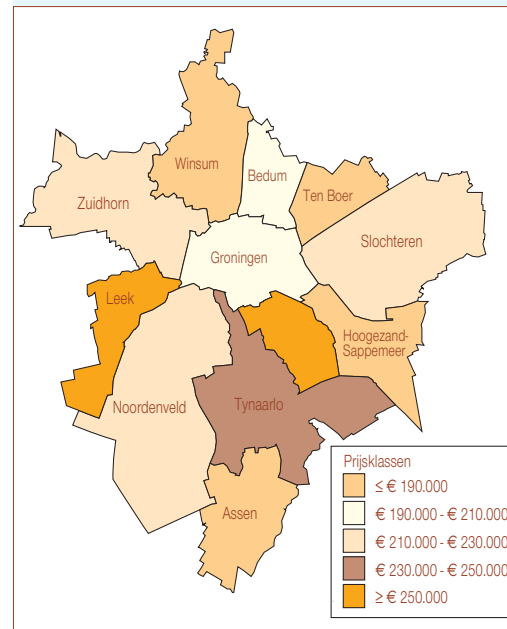 Winsum
Bedum
Ten Boer
Zuidhorn
Slochteren
Groningen
Leek
Hoogezand-
Sappemeer
Noordenveld
Tynaarlo
Assen
Prijsklassen
≤ € 190.000
€ 190.000 - € 210.000
€ 210.000 - € 230.000
€ 230.000 - € 250.000
≥ € 250.000